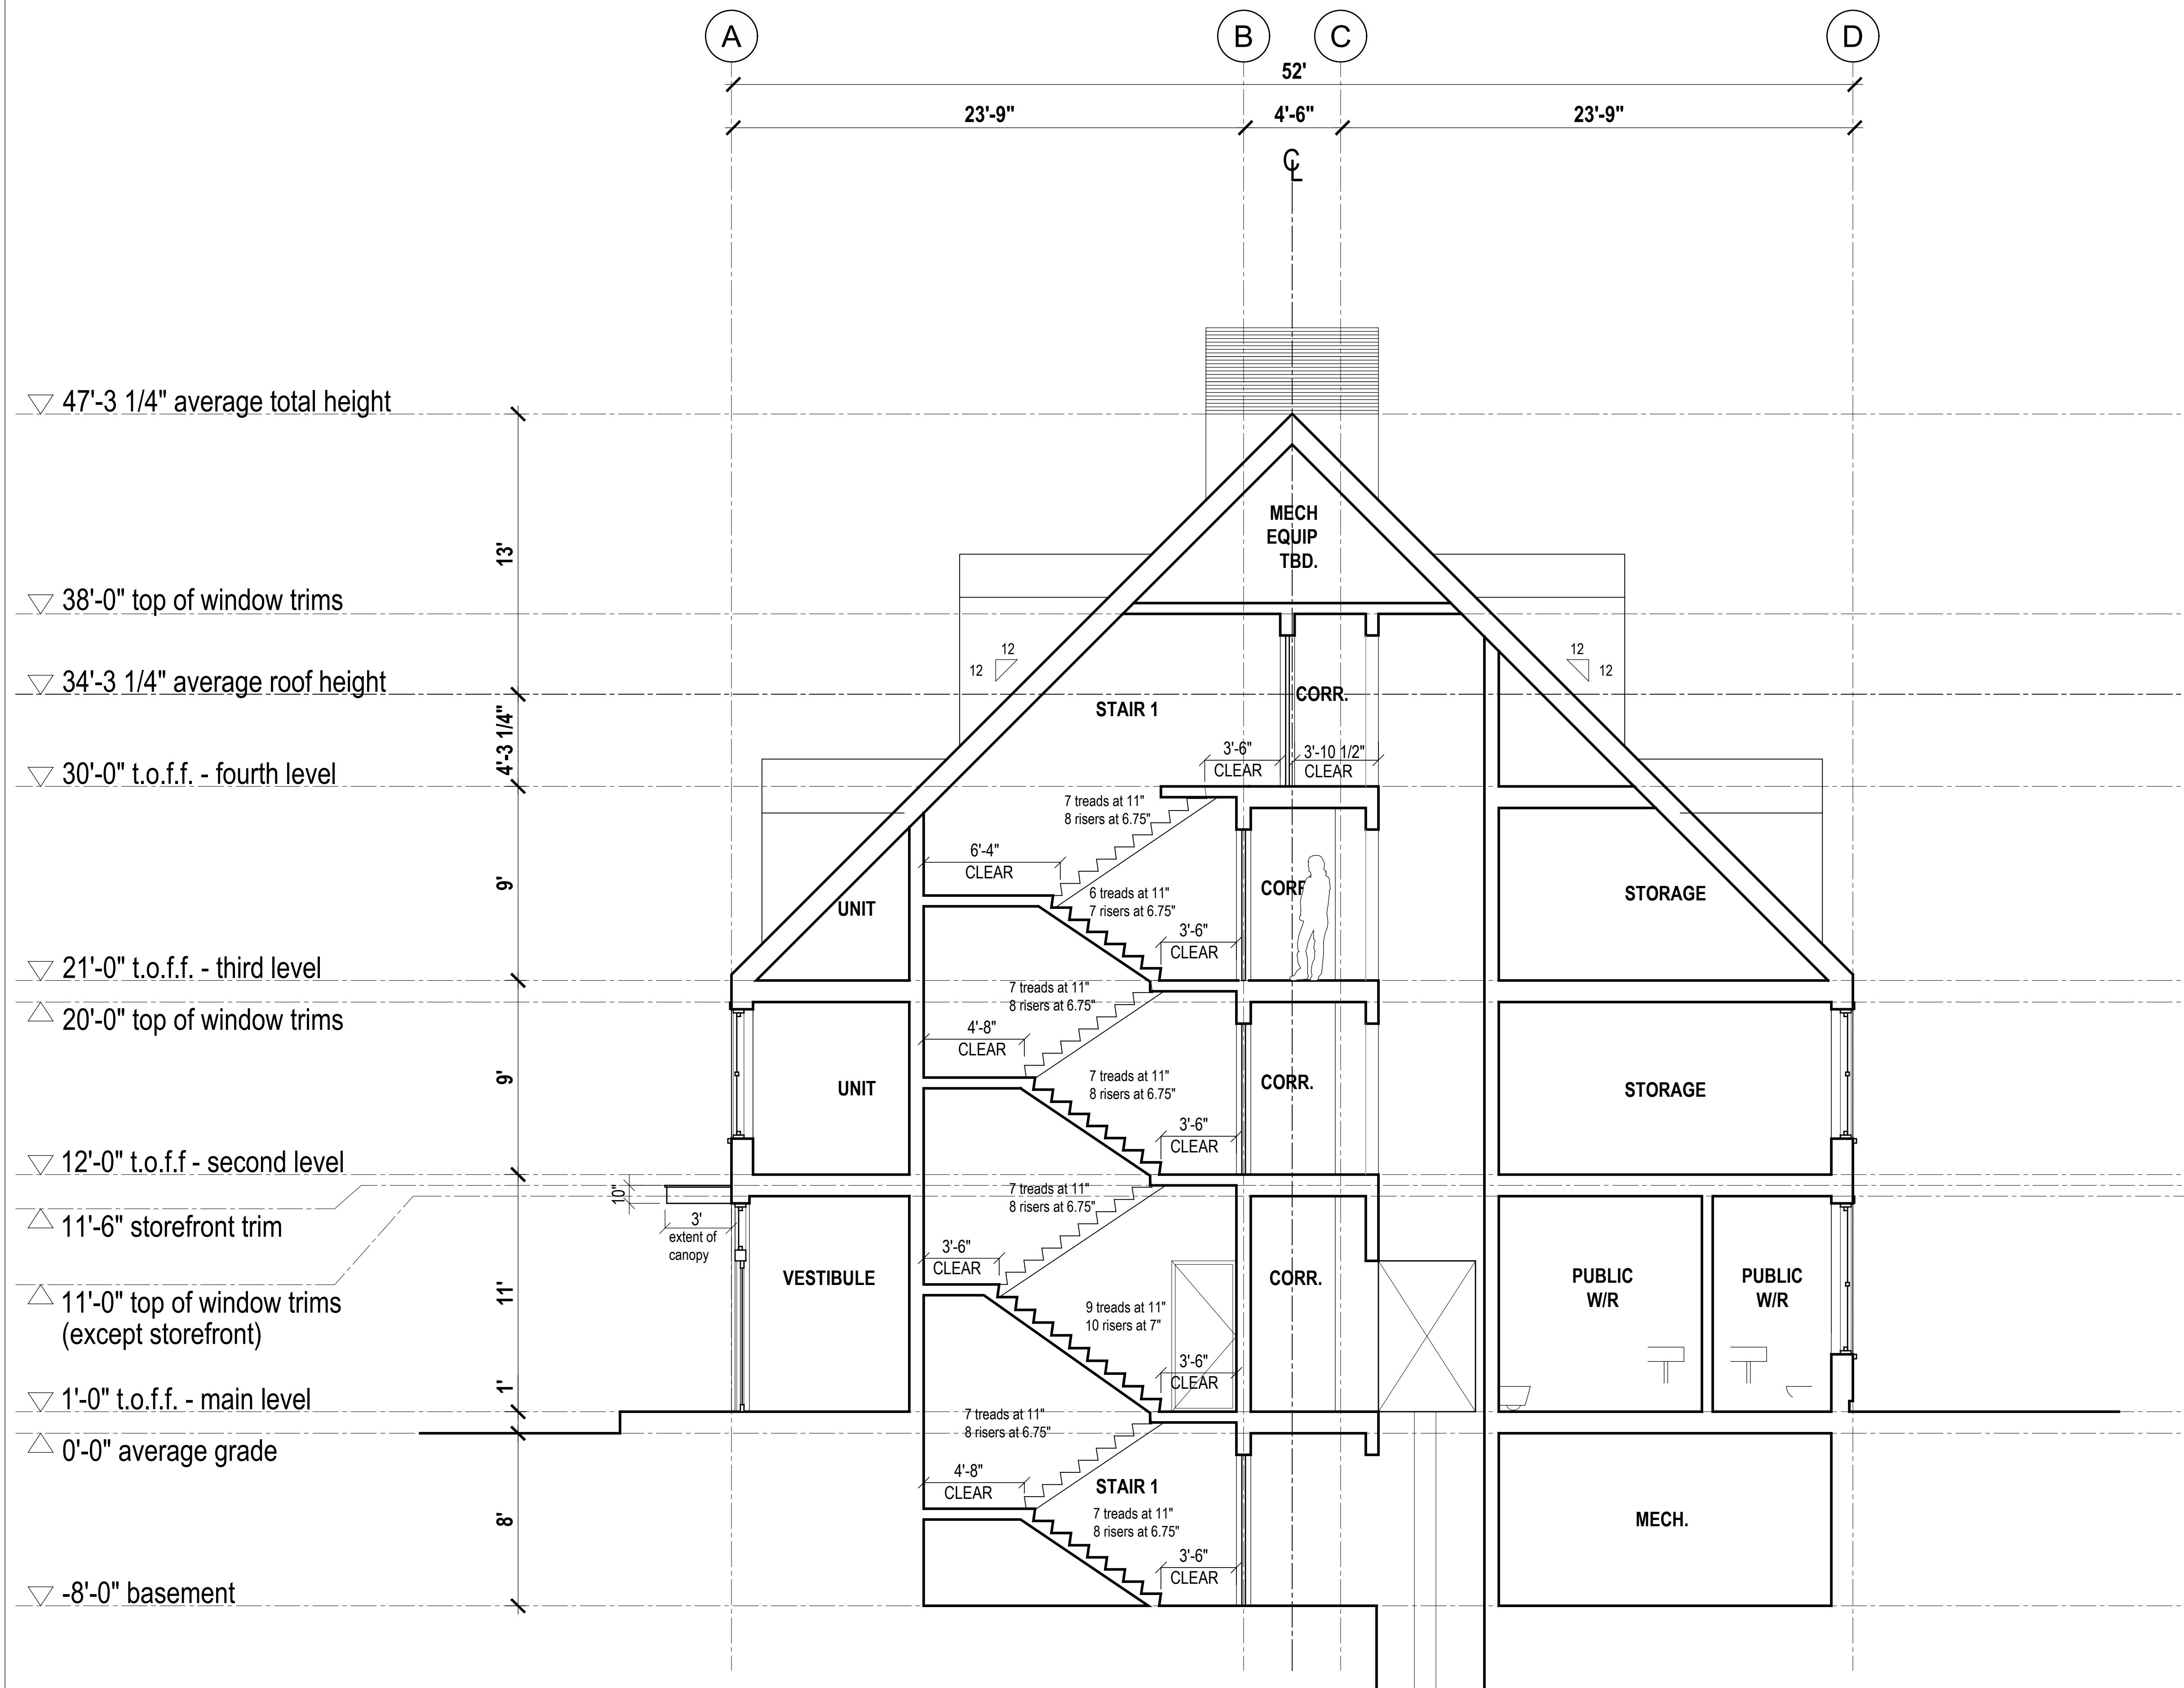 A
B
C
D
52'
23'-9"
4'-6"
23'-9"
CL
47'-3 1/4" average total height
13'
MECH
EQUIP
TBD.
38'-0" top of window trims
12
12
12
12
34'-3 1/4" average roof height
STAIR 1
CORR.
4'-3 1/4"
3'-6"
CLEAR
3'-10 1/2"
CLEAR
30'-0" t.o.f.f. - fourth level
7 treads at 11"
8 risers at 6.75"
6'-4"
CLEAR
9'
UNIT
6 treads at 11"
7 risers at 6.75"
CORR
STORAGE
3'-6"
CLEAR
21'-0" t.o.f.f. - third level
20'-0" top of window trims
7 treads at 11"
8 risers at 6.75"
4'-8"
CLEAR
9'
UNIT
7 treads at 11"
8 risers at 6.75"
CORR.
STORAGE
3'-6"
CLEAR
12'-0" t.o.f.f - second level
10"
7 treads at 11"
8 risers at 6.75"
11'-6" storefront trim
3'
extent of
canopy
3'-6"
CLEAR
VESTIBULE
CORR.
PUBLIC
W/R
PUBLIC
W/R
11'
11'-0" top of window trims
(except storefront)
9 treads at 11"
10 risers at 7"
3'-6"
CLEAR
1'
1'-0" t.o.f.f. - main level
0'-0" average grade
7 treads at 11"
8 risers at 6.75"
4'-8"
CLEAR
STAIR 1
8'
7 treads at 11"
8 risers at 6.75"
MECH.
3'-6"
CLEAR
-8'-0" basement